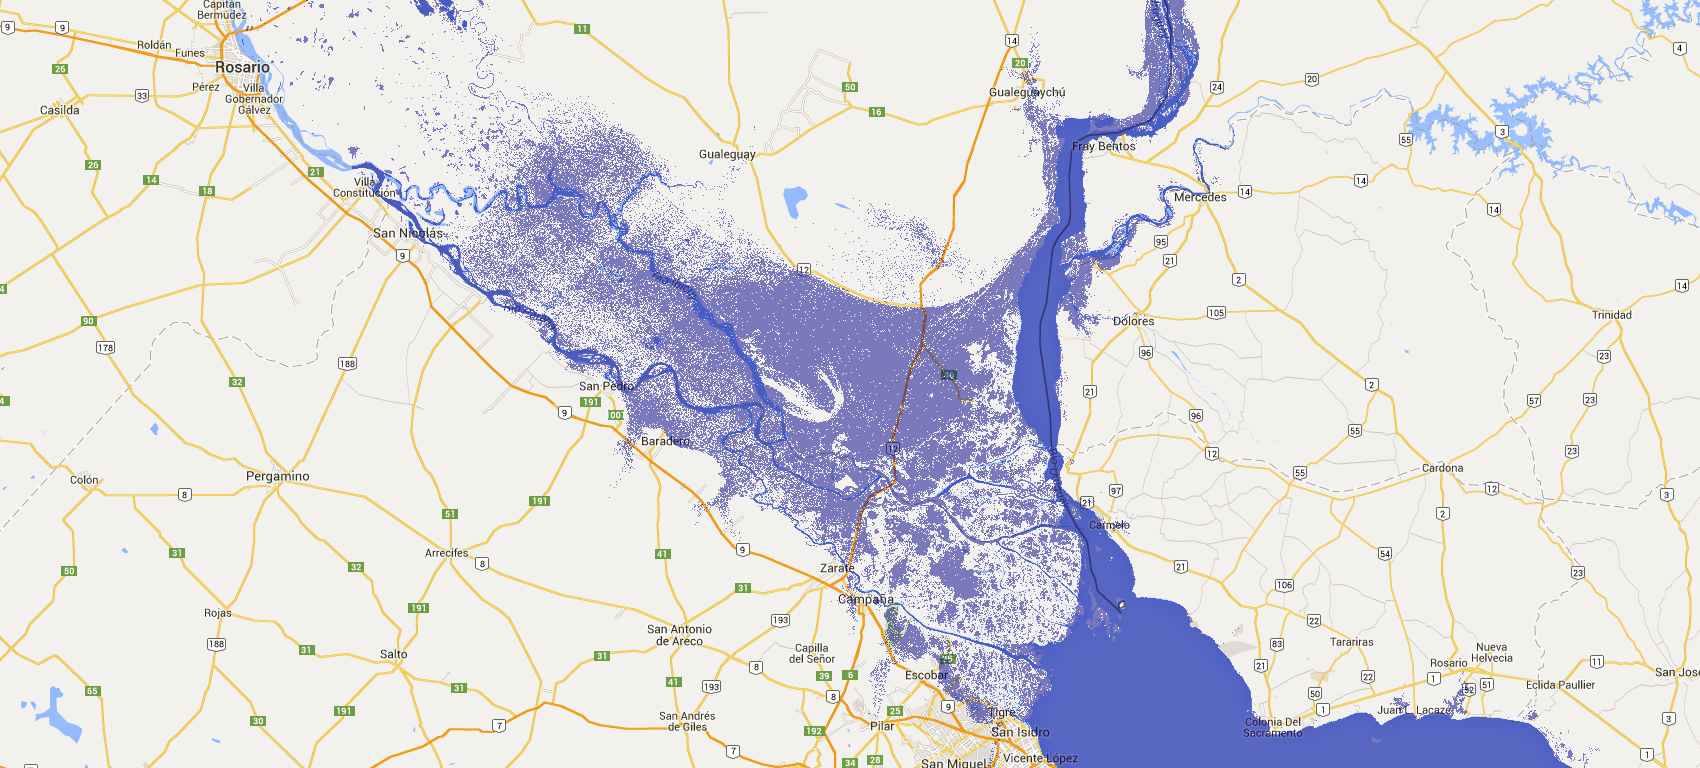 Capitán
Bermúdez
9
9
Roldán
Funes
Rosario
Pérez
Villa
Gobernador
Gálvez
26
33
Casilda
11
14
20
Gualeguaychú
50
16
24
20
4
3
55
Fray Bentos
Gualeguay
26
14
18
21
Villa
Constitución
San Nicolás
9
14
14
14
Mercedes
95
21
2
12
4
90
178
188
105
14
Trinidad
Dolores
96
23
2
21
57
23
32
San Pedro
191
9
4
96
55
12
12
23
Baradero
55
Cardona
12
3
Colón
8
Pergamino
191
97
21
Carmelo
2
51
31
Arrecifes
8
41
9
54
50
32
Zarate
21
23
31
Campana
106
191
Rojas
188
193
22
San Antonio
de Areco
83
Tarariras
Nueva
Helvecia
31
Salto
31
Capilla
del Señor
8
Escobar
21
22
Rosario
11
San José
65
41
193
39
6
8
9
50
1
52
51
Eclida Paullier
30
191
7
San Andrés
de Giles
25
Pilar
Tigre
San Isidro
1
Juan L. Lacaze
Colonia Del
Sacramento
3
192
7
34
28
San Miguel
Vicente López
1